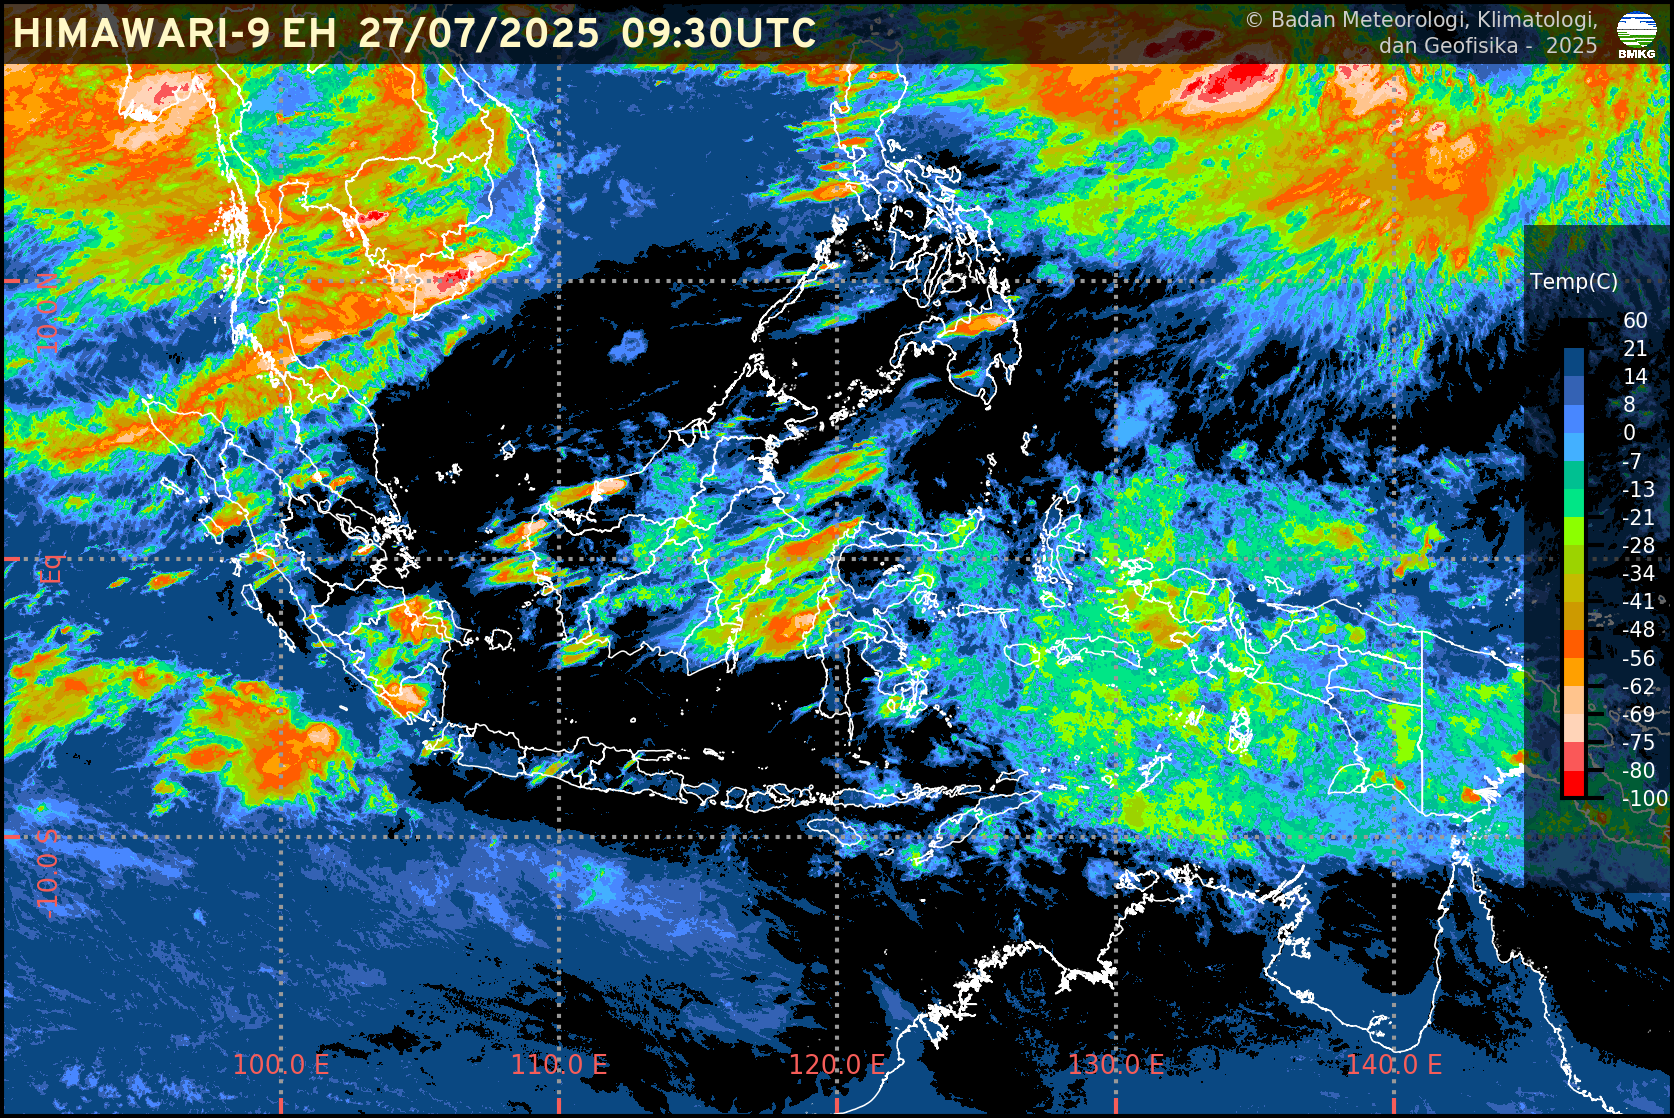 HIMAWARI-9 EH 27/07/2025 09:30UTC
© Badan Meteorologi, Klimatologi,
dan Geofisika - 2025
BMKG
Temp(C)
60
21
14
8
0
-7
-13
-21
-28
-34
-41
-48
-56
-62
-69
-75
-80
-100
10.0 N
Eq
-10.0 S
100.0 E
110.0 E
120.0 E
130.0 E
140.0 E